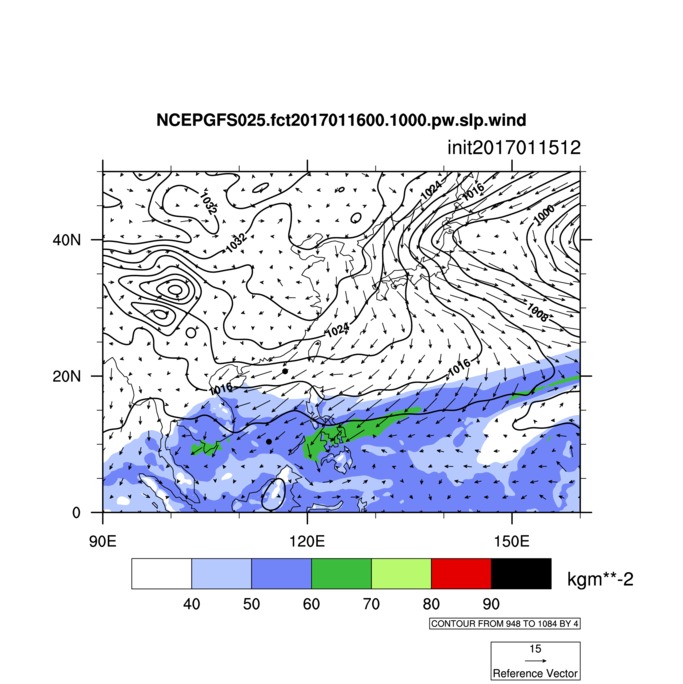 NCEPGFS025.fct2017011600.1000.pw.slp.wind
init2017011512
1024
1016
1032
1000
40N
1032
1008
1024
1016
20N
1016
0
90E 120E 150E
kgm**-2
40 50 60 70 80 90
CONTOUR FROM 948 TO 1084 BY 4
15
Reference Vector